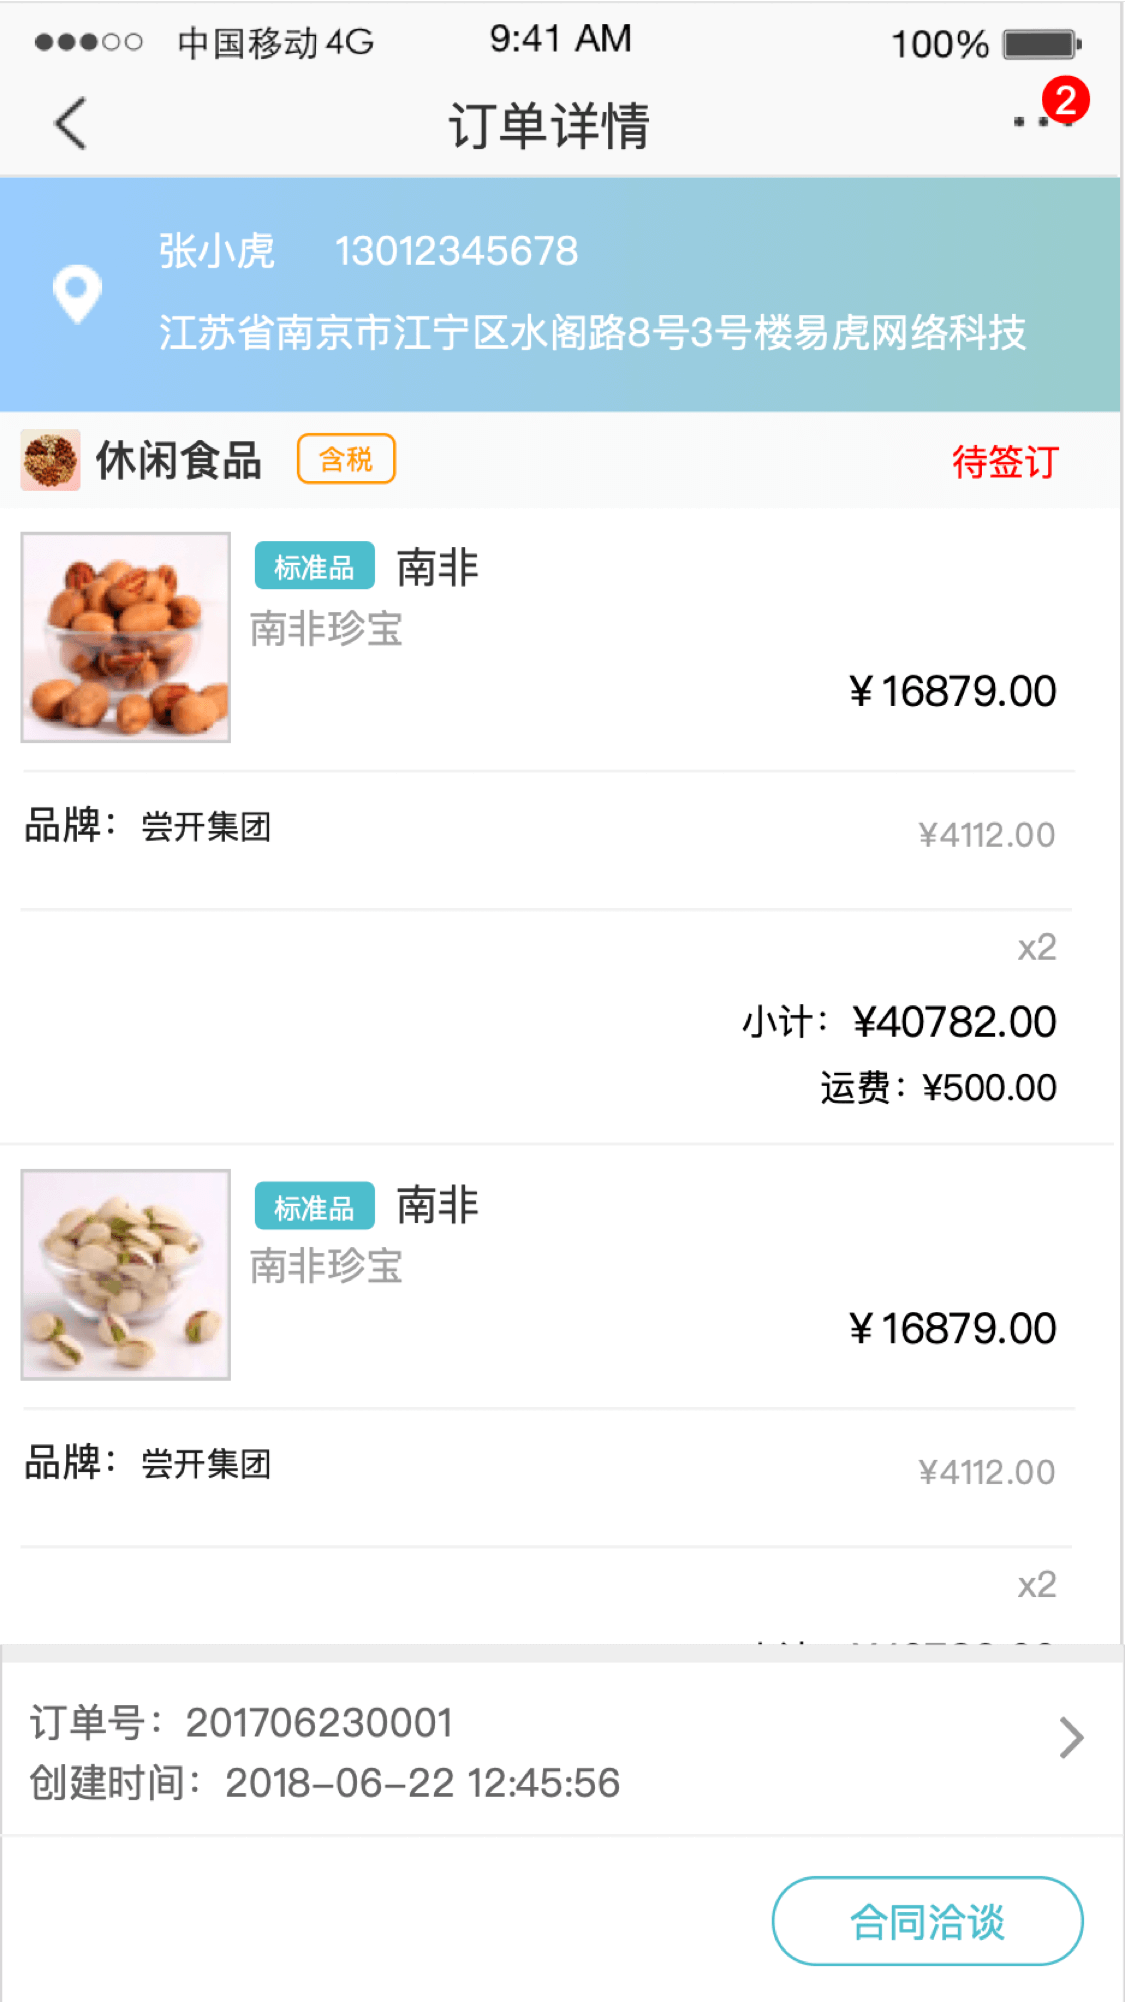 中国移动4G 9:41 AM 100%
订单详情 2
张小虎 13012345678
江苏省南京市江宁区水阁路8号3号楼易虎网络科技
休闲食品 含税 待签订
标准品 南非
南非珍宝
¥16879.00
品牌：尝开集团 ¥4112.00
x2
小计：¥40782.00
运费：¥500.00
标准品 南非
南非珍宝
¥16879.00
品牌：尝开集团 ¥4112.00
x2
订单号：201706230001
创建时间：2018-06-22 12:45:56
合同洽谈